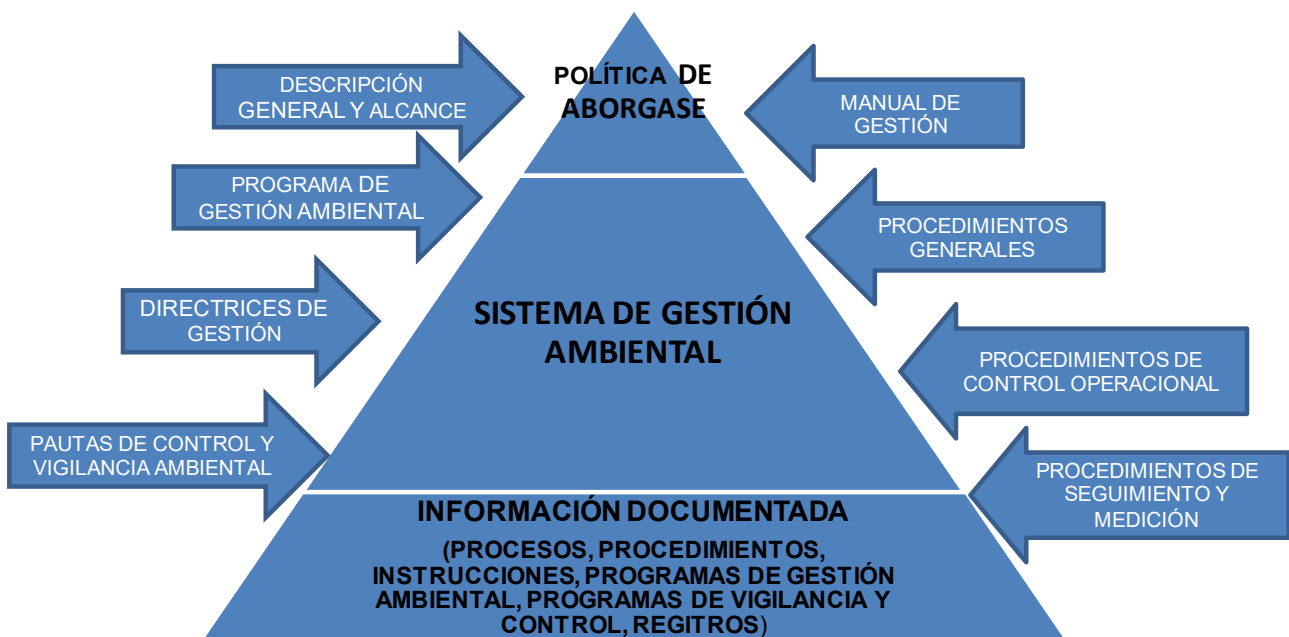 POLÍTICA DE
ABORGASE
DESCRIPCIÓN
GENERAL Y ALCANCE
MANUAL DE
GESTIÓN
PROGRAMA DE
GESTIÓN AMBIENTAL
PROCEDIMIENTOS
GENERALES
DIRECTRICES DE
GESTIÓN
SISTEMA DE GESTIÓN
AMBIENTAL
PROCEDIMIENTOS DE
CONTROL OPERACIONAL
PAUTAS DE CONTROL Y
VIGILANCIA AMBIENTAL
PROCEDIMIENTOS DE
SEGUIMIENTO Y
MEDICIÓN
INFORMACIÓN DOCUMENTADA
(PROCESOS, PROCEDIMIENTOS,
INSTRUCCIONES, PROGRAMAS DE GESTIÓN
AMBIENTAL, PROGRAMAS DE VIGILANCIA Y
CONTROL, REGITROS)